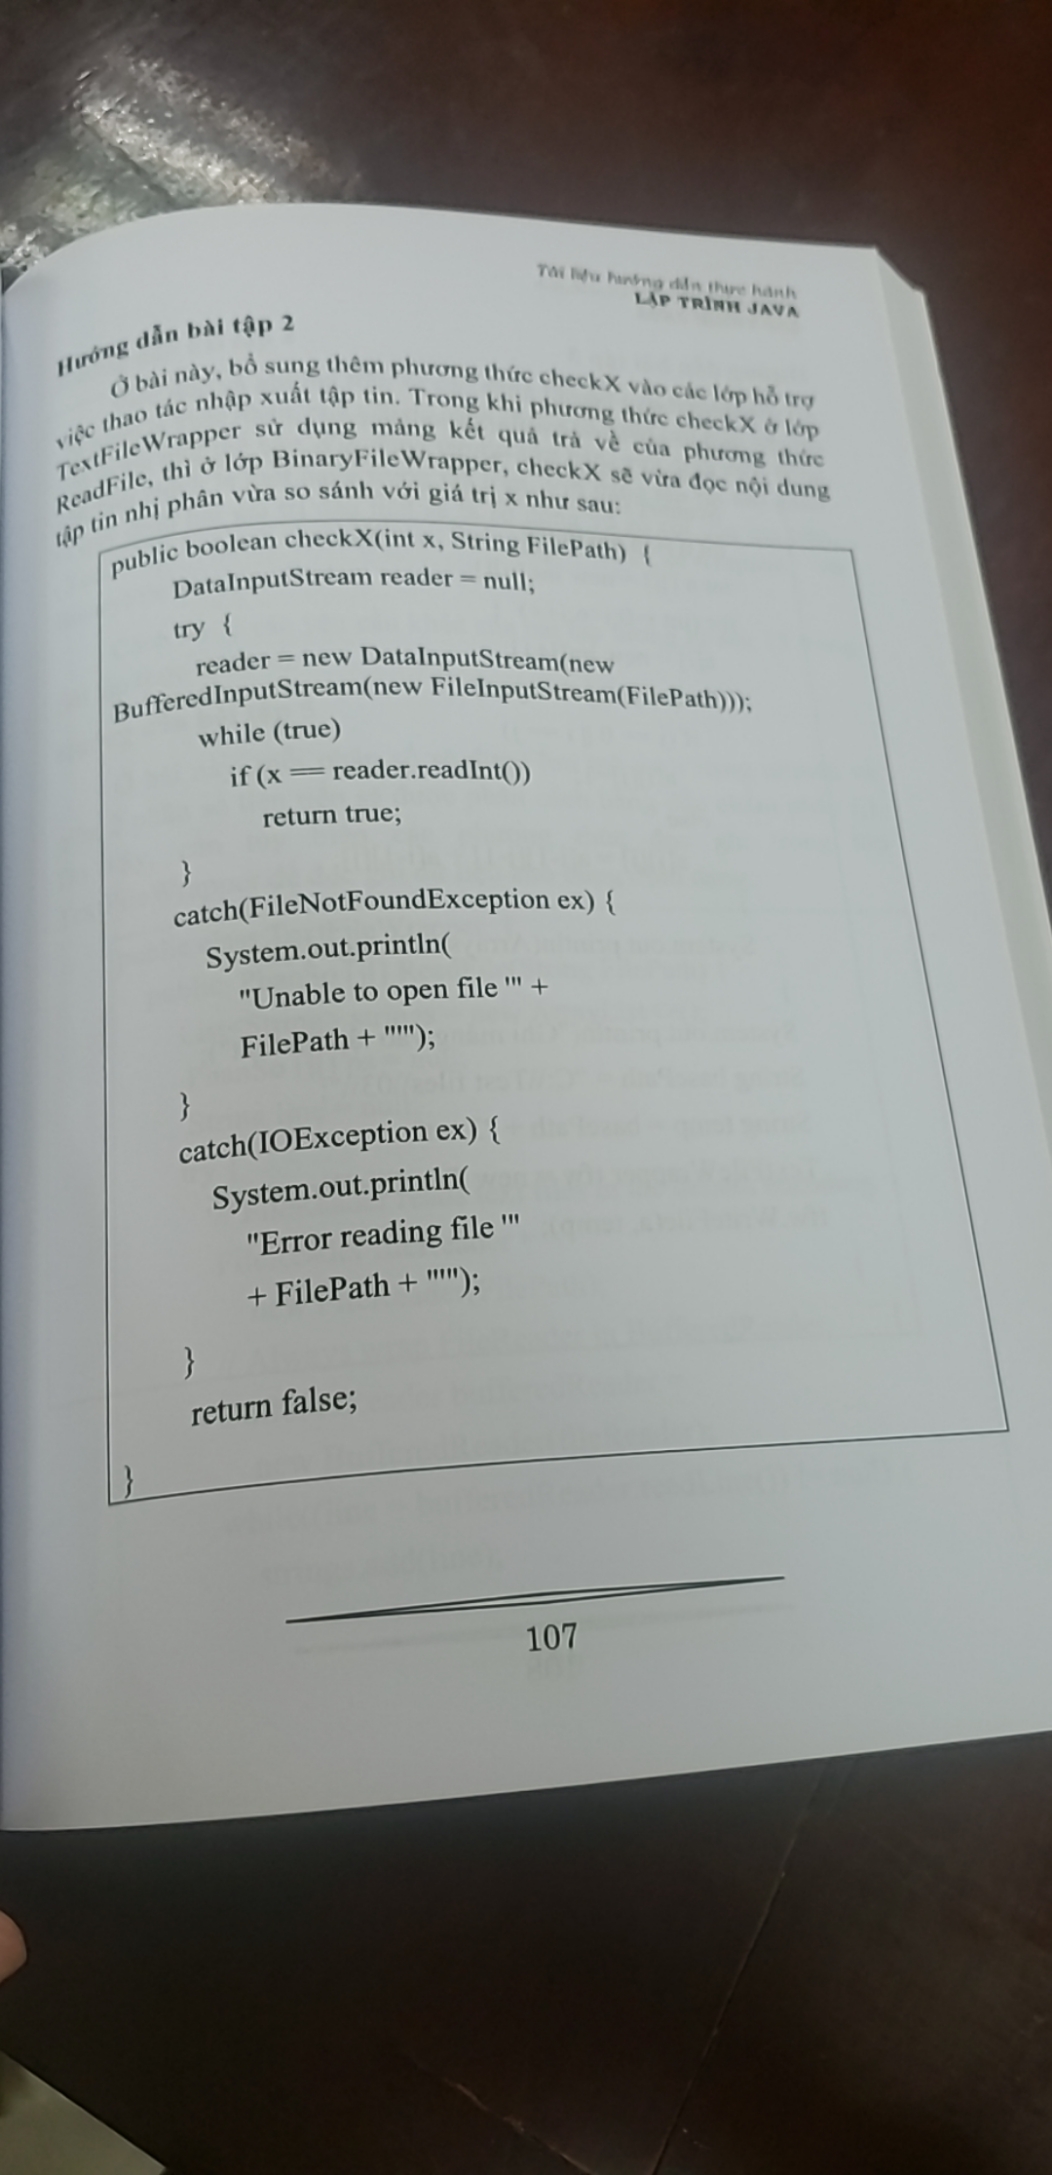 Tài liệu hướng dẫn thực hành
LẬP TRÌNH JAVA
Hướng dẫn bài tập 2
Ở bài này, bổ sung thêm phương thức checkX vào các lớp hỗ trợ
việc thao tác nhập xuất tập tin. Trong khi phương thức checkX ở lớp
TextFileWrapper sử dụng mảng kết quả trả về của phương thức
ReadFile, thì ở lớp BinaryFileWrapper, checkX sẽ vừa đọc nội dung
tập tin nhị phân vừa so sánh với giá trị x như sau:
public boolean checkX(int x, String FilePath) {
DataInputStream reader = null;
try {
reader = new DataInputStream(new
BufferedInputStream(new FileInputStream(FilePath)));
while (true)
if (x == reader.readInt())
return true;
}
catch(FileNotFoundException ex) {
System.out.println(
"Unable to open file '" +
FilePath + "'");
}
catch(IOException ex) {
System.out.println(
"Error reading file '"
+ FilePath + "'");
}
return false;
}
107